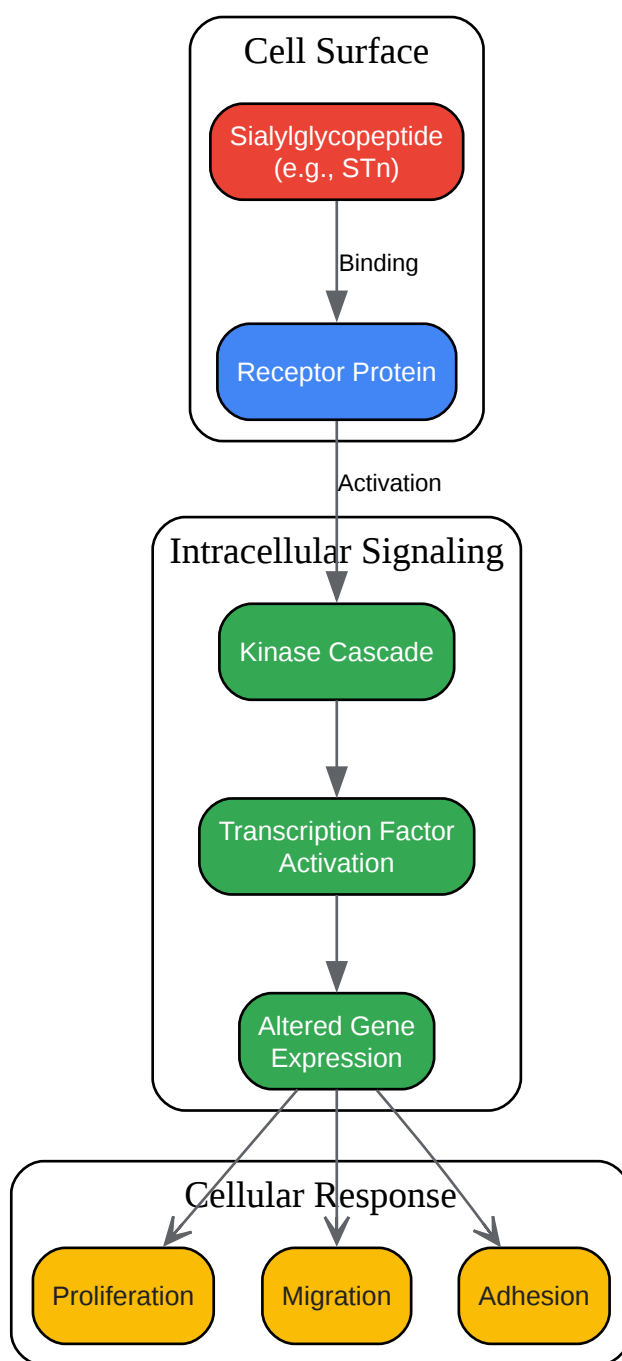 Cell Surface
Sialylglycopeptide
(e.g., STn)
Binding
Receptor Protein
Activation
Intracellular Signaling
Kinase Cascade
Transcription Factor
Activation
Altered Gene
Expression
Cellular Response
Proliferation
Migration
Adhesion